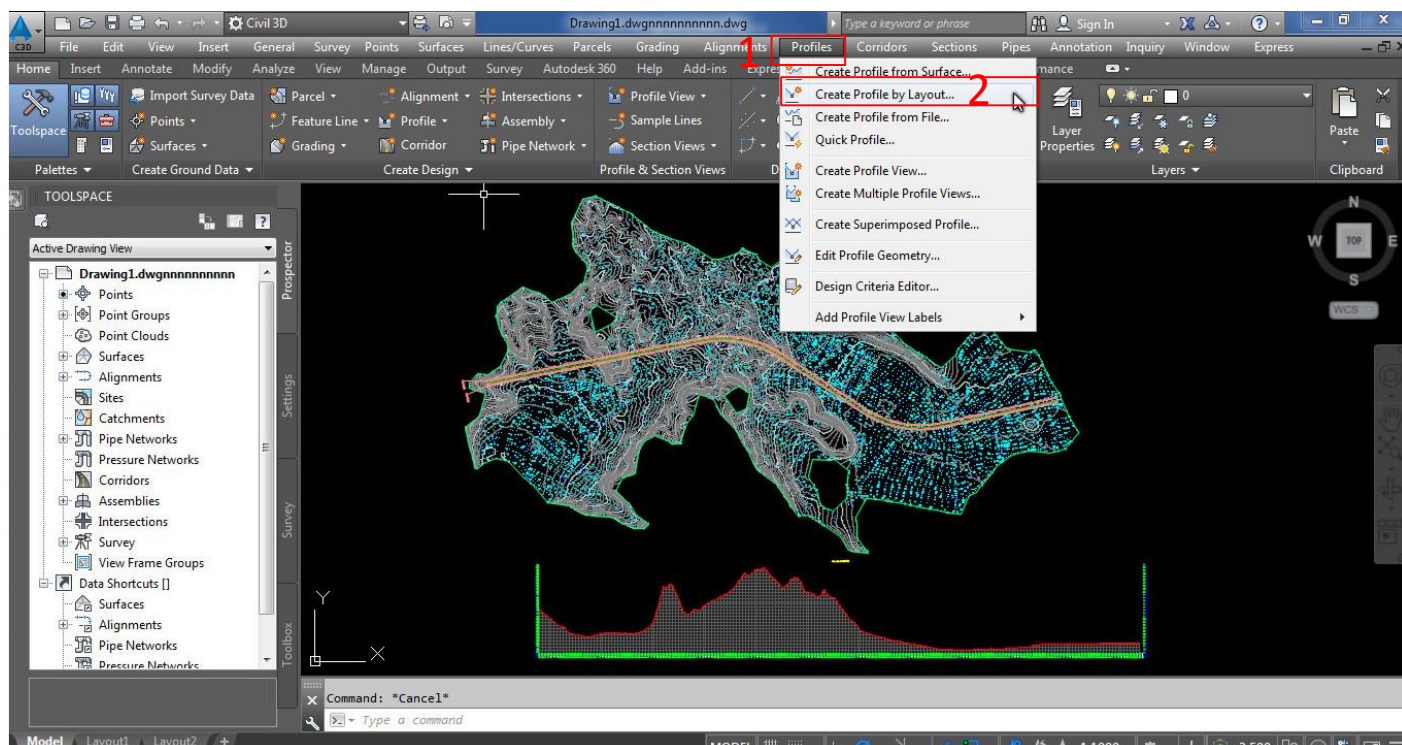 Civil 3D
Drawing1.dwgnnnnnnnnnn.dwg
Type a keyword or phrase
Sign In
C3D
File Edit View Insert General Survey Points Surfaces Lines/Curves Parcels Grading Alignments Profiles Corridors Sections Pipes Annotation Inquiry Window Express
1
Home Insert Annotate Modify Analyze View Manage Output Survey Autodesk 360 Help Add-ins
Create Profile from Surface...
Create Profile by Layout...
2
Create Profile from File...
Quick Profile...
Create Profile View...
Create Multiple Profile Views...
Create Superimposed Profile...
Edit Profile Geometry...
Design Criteria Editor...
Add Profile View Labels
Toolspace
Import Survey Data
Points
Surfaces
Parcel
Feature Line
Grading
Alignment
Profile
Corridor
Intersections
Assembly
Pipe Network
Profile View
Sample Lines
Section Views
Layer
Properties
0
Paste
Palettes
Create Ground Data
Create Design
Profile & Section Views
Layers
Clipboard
TOOLSPACE
Active Drawing View
Drawing1.dwgnnnnnnnnnn
Points
Point Groups
Point Clouds
Surfaces
Alignments
Sites
Catchments
Pipe Networks
Pressure Networks
Corridors
Assemblies
Intersections
Survey
View Frame Groups
Data Shortcuts []
Surfaces
Alignments
Pipe Networks
Pressure Networks
Prospector
Settings
Survey
Toolbox
N
W
TOP
E
S
WCS
Y
X
Command: *Cancel*
Type a command
Model Layout1 Layout2 +
MODEL